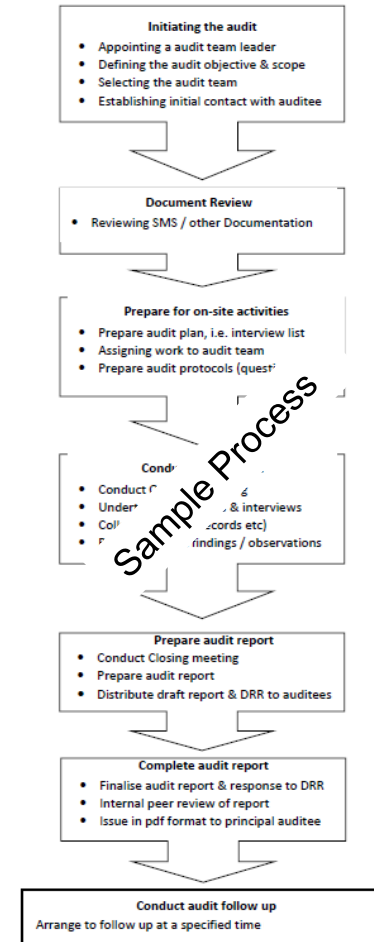 Initiating the audit
• Appointing a audit team leader
• Defining the audit objective & scope
• Selecting the audit team
• Establishing initial contact with auditee
Document Review
• Reviewing SMS / other Documentation
Prepare for on-site activities
• Prepare audit plan, i.e. interview list
• Assigning work to audit team
• Prepare audit protocols
Sample Process
• Conduct
• & interviews
• etc)
• findings / observations
Prepare audit report
• Conduct Closing meeting
• Prepare audit report
• Distribute draft report & DRR to auditees
Complete audit report
• Finalise audit report & response to DRR
• Internal peer review of report
• Issue in pdf format to principal auditee
Conduct audit follow up
Arrange to follow up at a specified time